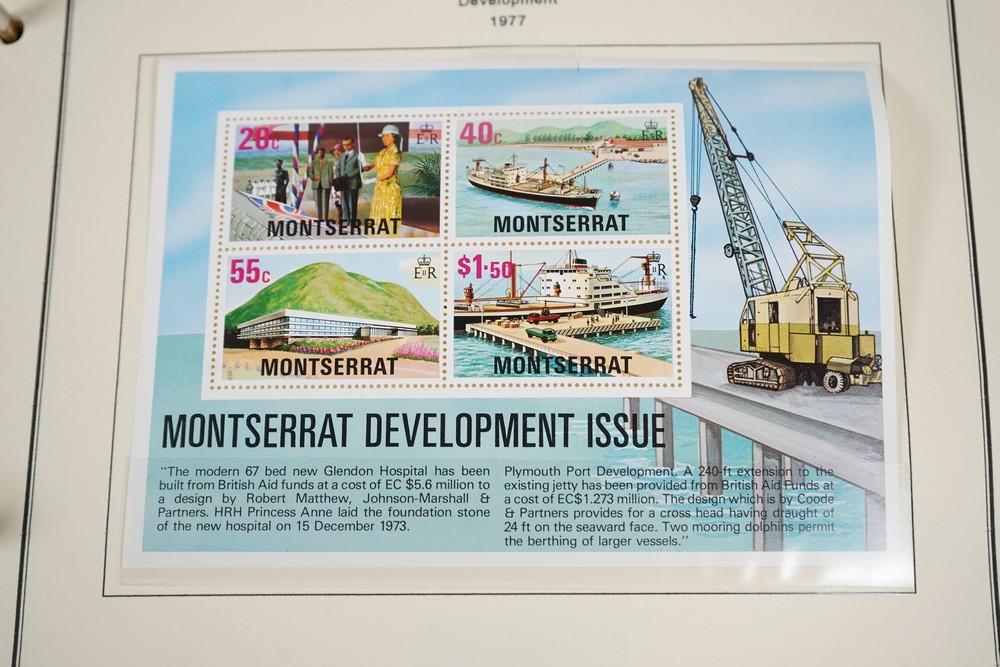 Development
1977
20c
E II R
MONTSERRAT
40c
E II R
MONTSERRAT
55c
E II R
MONTSERRAT
$1·50
E II R
MONTSERRAT
MONTSERRAT DEVELOPMENT ISSUE
"The modern 67 bed new Glendon Hospital has been
built from British Aid funds at a cost of EC $5.6 million to
a design by Robert Matthew, Johnson-Marshall &
Partners. HRH Princess Anne laid the foundation stone
of the new hospital on 15 December 1973.
Plymouth Port Development. A 240-ft extension to the
existing jetty has been provided from British Aid Funds at
a cost of EC$1.273 million. The design which is by Coode
& Partners provides for a cross head having draught of
24 ft on the seaward face. Two mooring dolphins permit
the berthing of larger vessels."